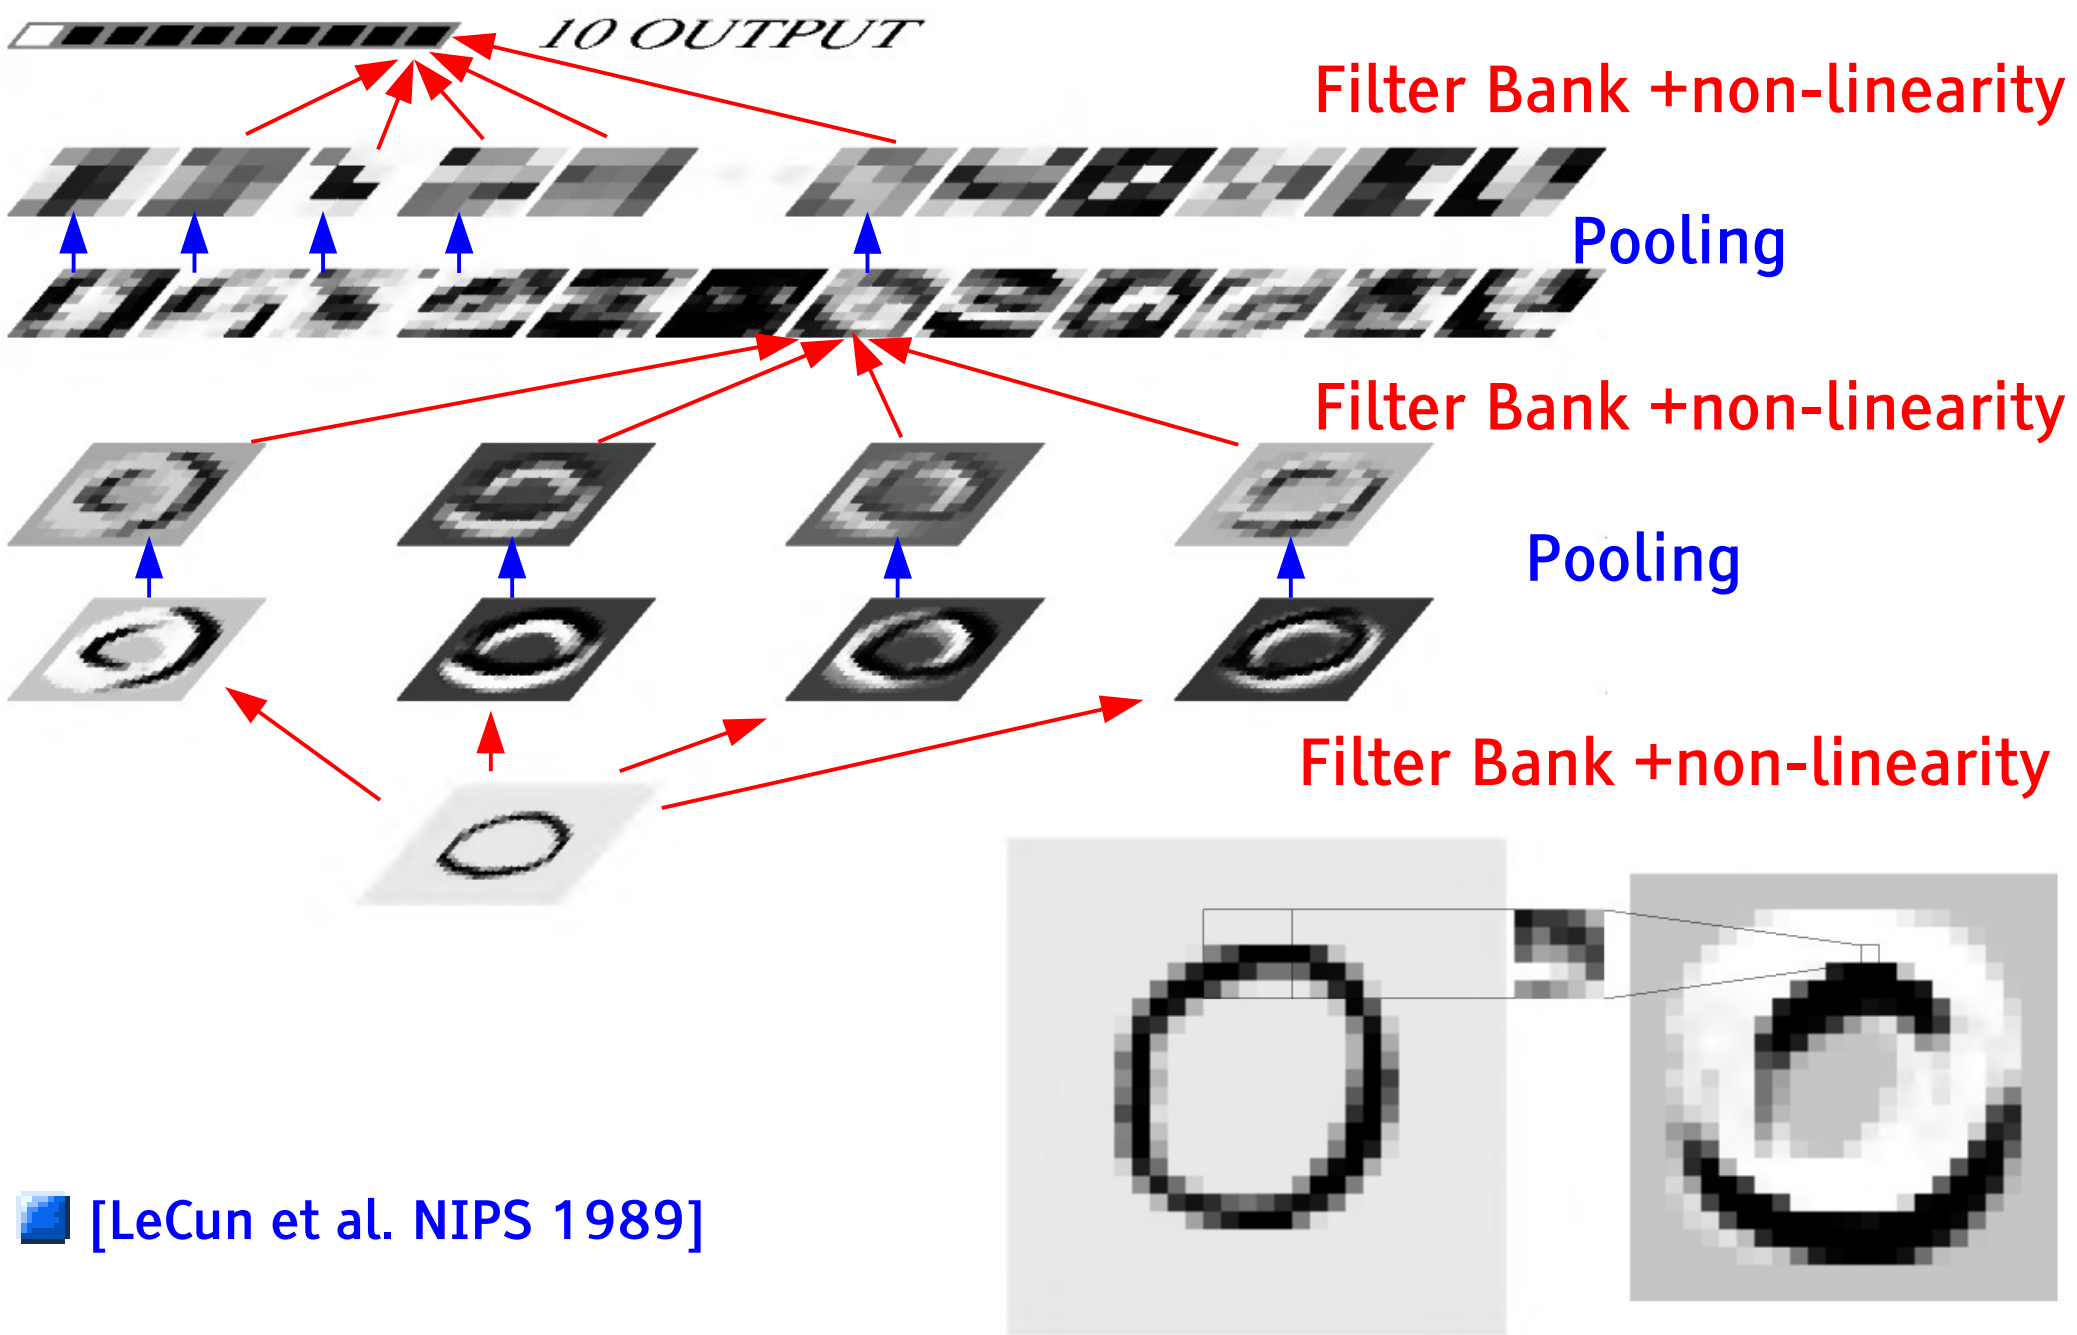 10 OUTPUT
Filter Bank +non-linearity
Pooling
Filter Bank +non-linearity
Pooling
Filter Bank +non-linearity
[LeCun et al. NIPS 1989]